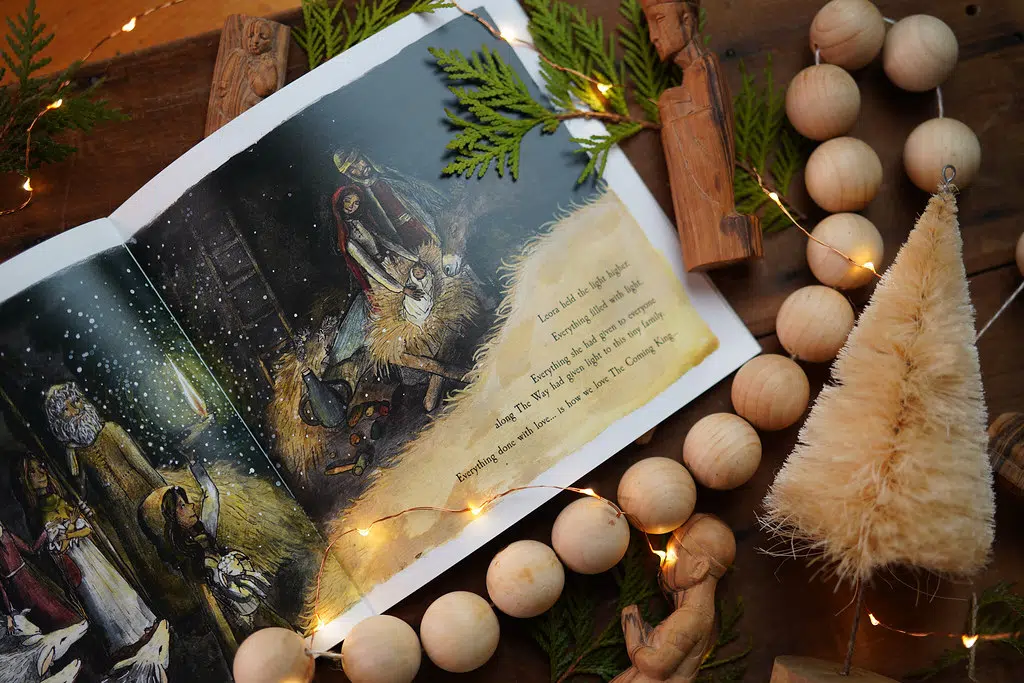 Leora held the light higher.
Everything filled with light.
Everything she had given to everyone
along The Way had given light to this tiny family.
Everything done with love... is how we love The Coming King.